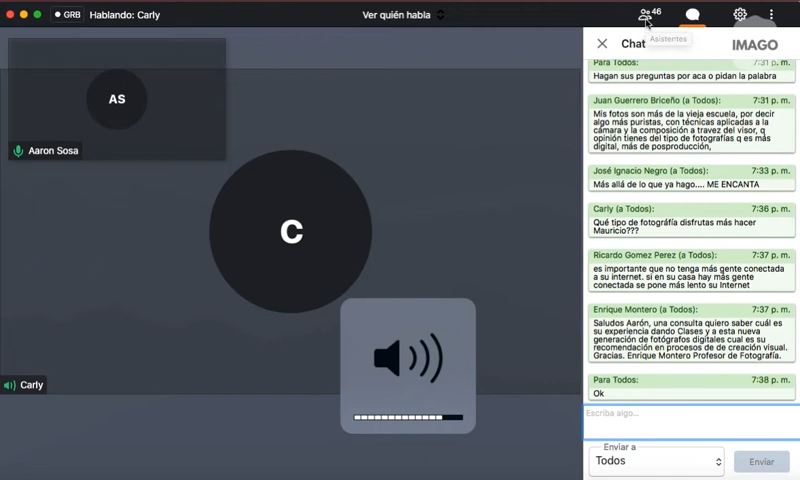 GRB
Hablando: Carly
Ver quién habla
46
Asistentes
AS
Aaron Sosa
C
Carly
Chat
IMAGO
Para Todos: 7:31 p. m.
Hagan sus preguntas por aca o pidan la palabra
Juan Guerrero Briceño (a Todos): 7:31 p. m.
Mis fotos son más de la vieja escuela, por decir
algo más puristas, con técnicas aplicadas a la
cámara y la composición a travez del visor, q
opinión tienes del tipo de fotografías q es más
digital, más de posproducción,
José Ignacio Negro (a Todos): 7:33 p. m.
Más allá de lo que ya hago.... ME ENCANTA
Carly (a Todos): 7:36 p. m.
Qué tipo de fotográfía disfrutas más hacer
Mauricio???
Ricardo Gomez Perez (a Todos): 7:37 p. m.
es importante que no tenga más gente conectada
a su internet. si en su casa hay más gente
conectada se pone más lento su Internet
Enrique Montero (a Todos): 7:37 p. m.
Saludos Aarón, una consulta quiero saber cuál es
su experiencia dando Clases y a esta nueva
generación de fotógrafos digitales cual es su
recomendación en procesos de de creación visual.
Gracias. Enrique Montero Profesor de Fotografía.
Para Todos: 7:38 p. m.
Ok
Escriba algo...
Enviar a
Todos
Enviar